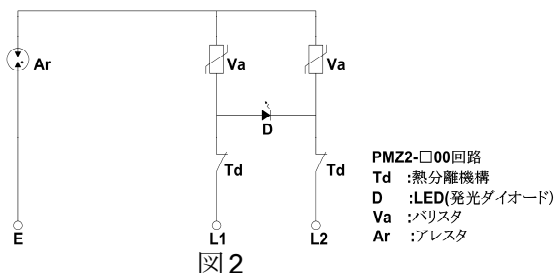 Ar
Va
Va
D
Td
Td
E
L1
L2
PMZ2-□00回路
Td :熱分離機構
D :LED(発光ダイオード)
Va :バリスタ
Ar :アレスタ
図2